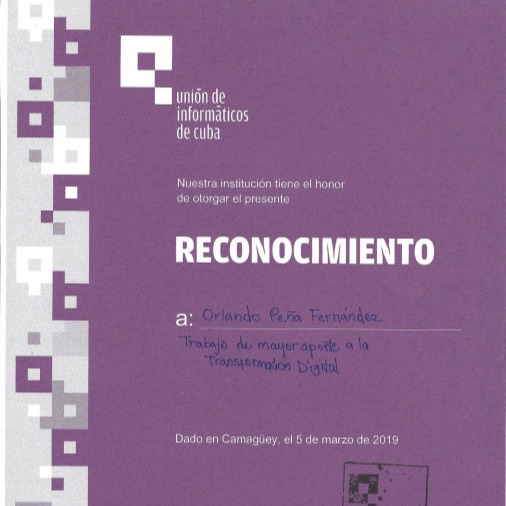 unión de
informáticos
de cuba
Nuestra institución tiene el honor
de otorgar el presente
RECONOCIMIENTO
a: Orlando Peña Fernández
Trabajo de mayor aporte a la
Transformación Digital
Dado en Camagüey, el 5 de marzo de 2019